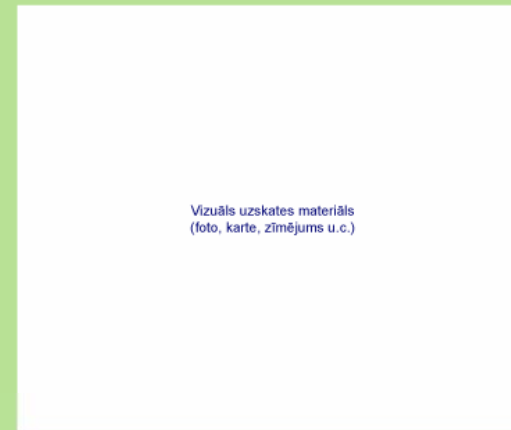 Vizuāls uzskates materiāls
(foto, karte, zīmējums u.c.)